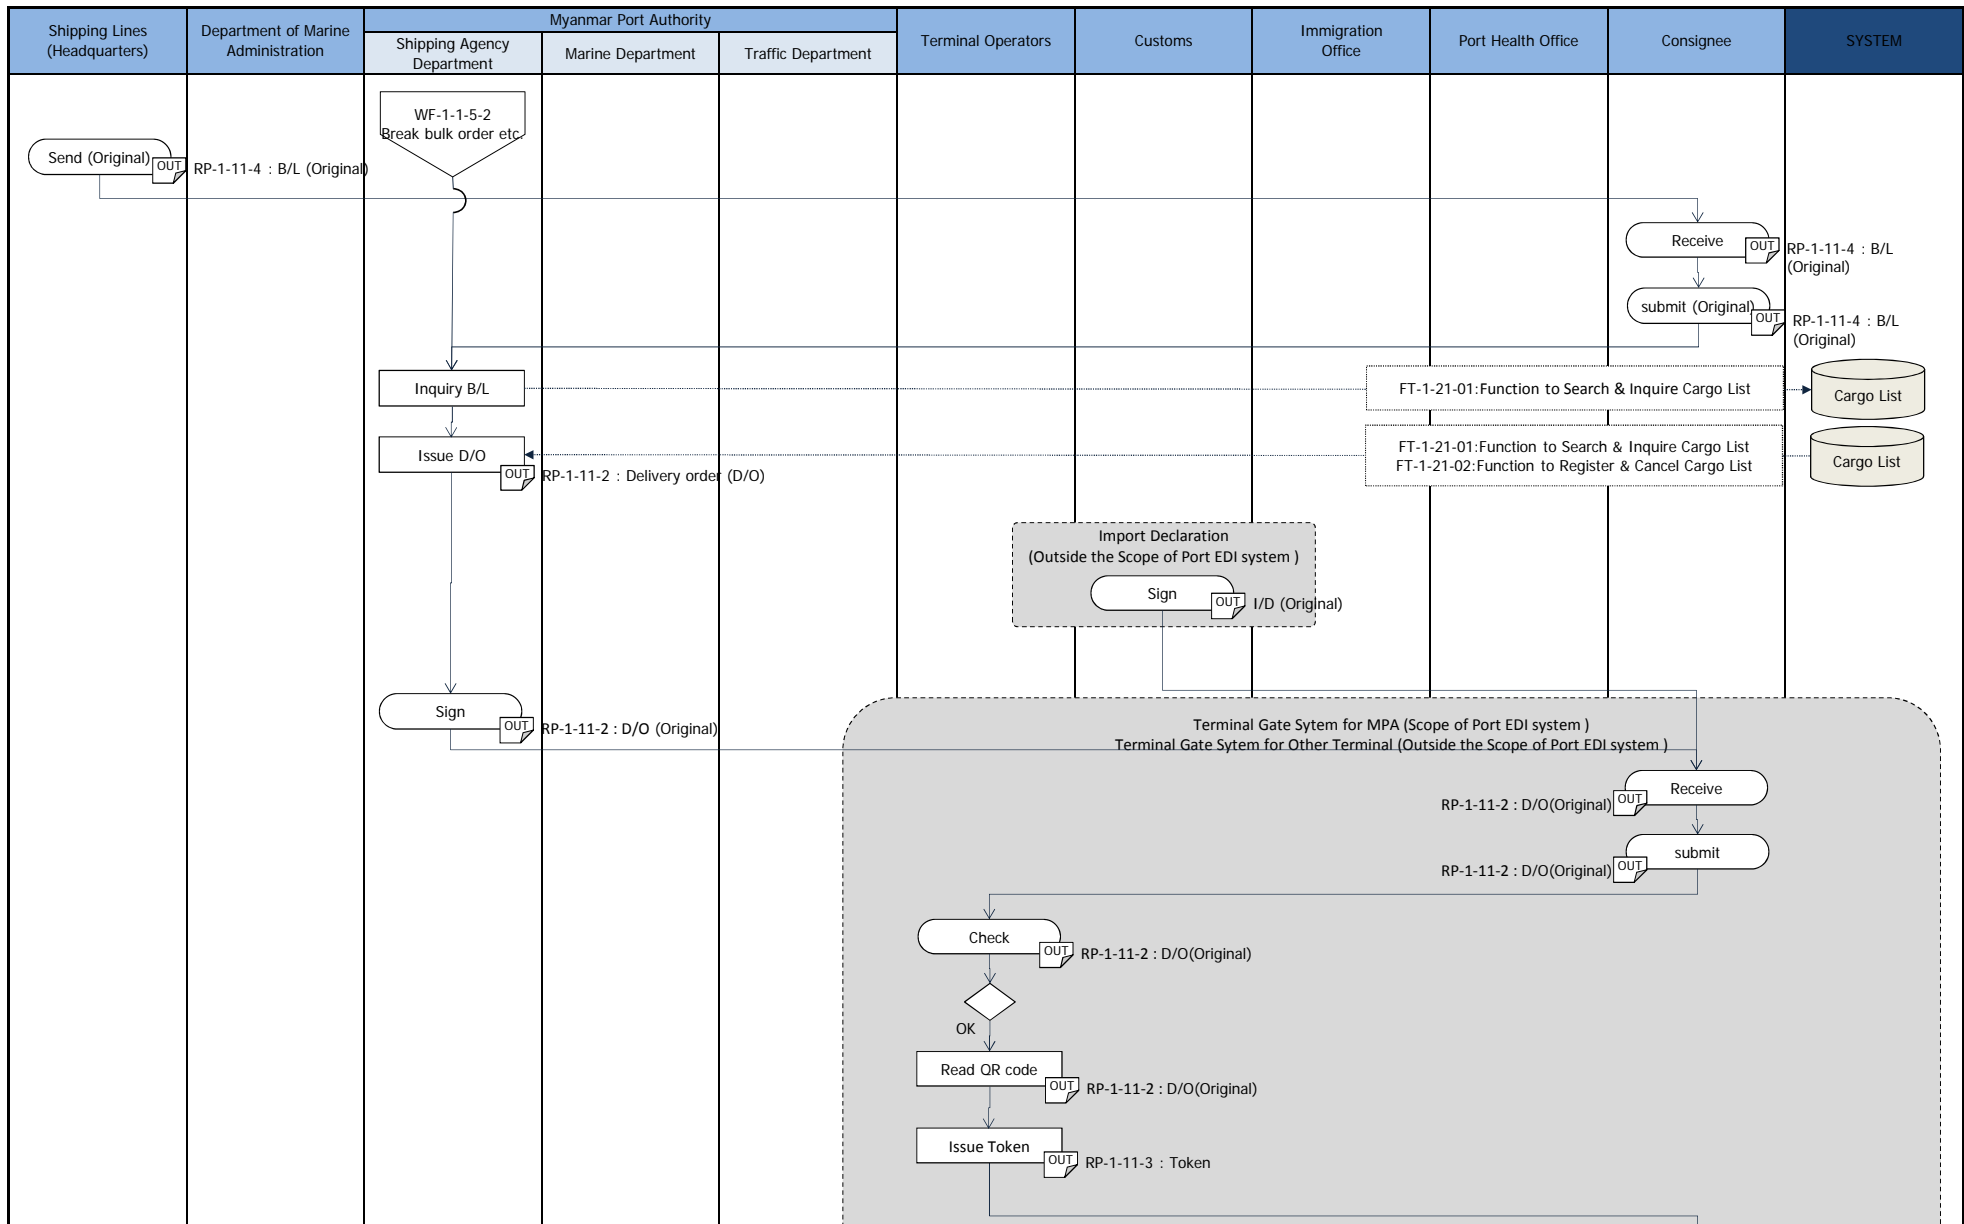 Shipping Lines
(Headquarters)
Department of Marine
Administration
Myanmar Port Authority
Shipping Agency
Department
Marine Department
Traffic Department
Terminal Operators
Customs
Immigration
Office
Port Health Office
Consignee
SYSTEM
WF-1-1-5-2
Break bulk order etc.
Send (Original)
OUT
RP-1-11-4 : B/L (Original)
Receive
OUT
RP-1-11-4 : B/L
(Original)
submit (Original)
OUT
RP-1-11-4 : B/L
(Original)
Inquiry B/L
FT-1-21-01:Function to Search & Inquire Cargo List
Cargo List
Issue D/O
OUT
RP-1-11-2 : Delivery order (D/O)
FT-1-21-01:Function to Search & Inquire Cargo List
FT-1-21-02:Function to Register & Cancel Cargo List
Cargo List
Import Declaration
(Outside the Scope of Port EDI system )
Sign
OUT
I/D (Original)
Sign
OUT
RP-1-11-2 : D/O (Original)
Terminal Gate Sytem for MPA (Scope of Port EDI system )
Terminal Gate Sytem for Other Terminal (Outside the Scope of Port EDI system )
Receive
OUT
RP-1-11-2 : D/O(Original)
submit
OUT
RP-1-11-2 : D/O(Original)
Check
OUT
RP-1-11-2 : D/O(Original)
OK
Read QR code
OUT
RP-1-11-2 : D/O(Original)
Issue Token
OUT
RP-1-11-3 : Token